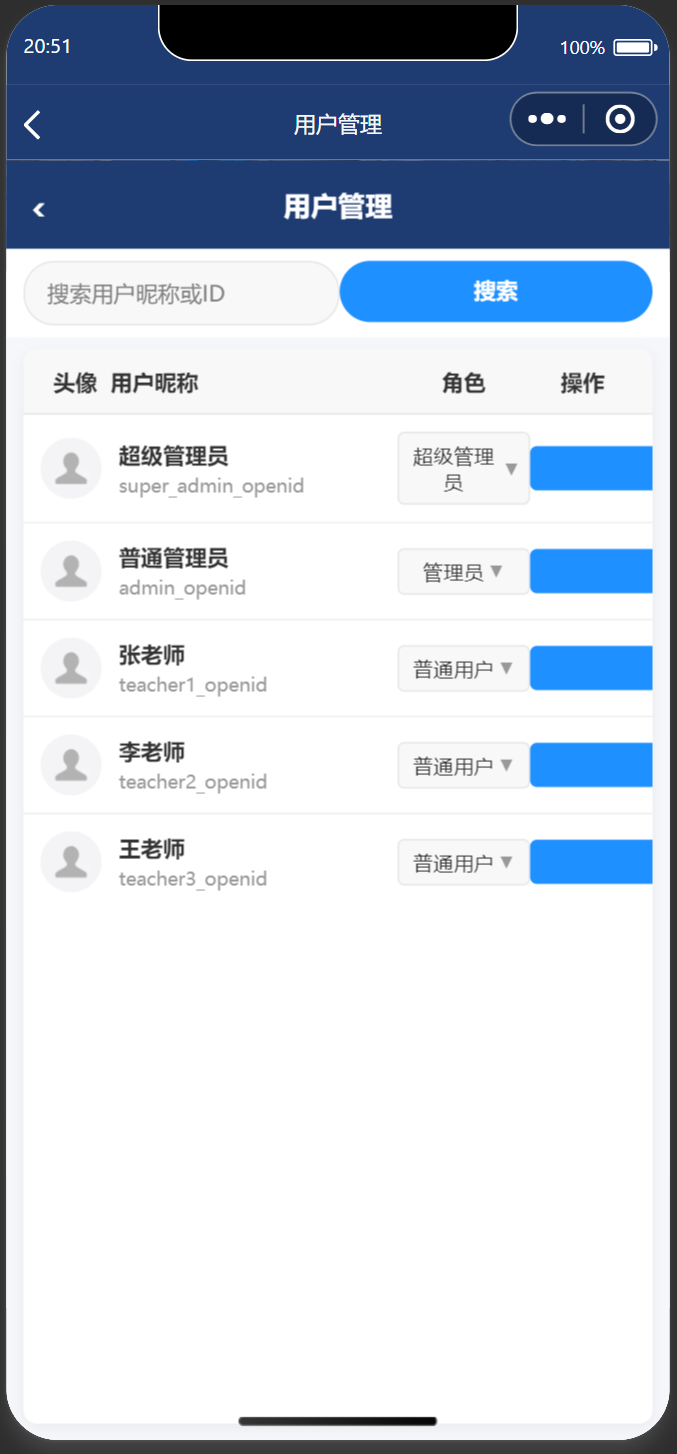 20:51
100%
用户管理
用户管理
搜索用户昵称或ID
搜索
头像 用户昵称 角色 操作
超级管理员
super_admin_openid
超级管理
员
普通管理员
admin_openid
管理员
张老师
teacher1_openid
普通用户
李老师
teacher2_openid
普通用户
王老师
teacher3_openid
普通用户